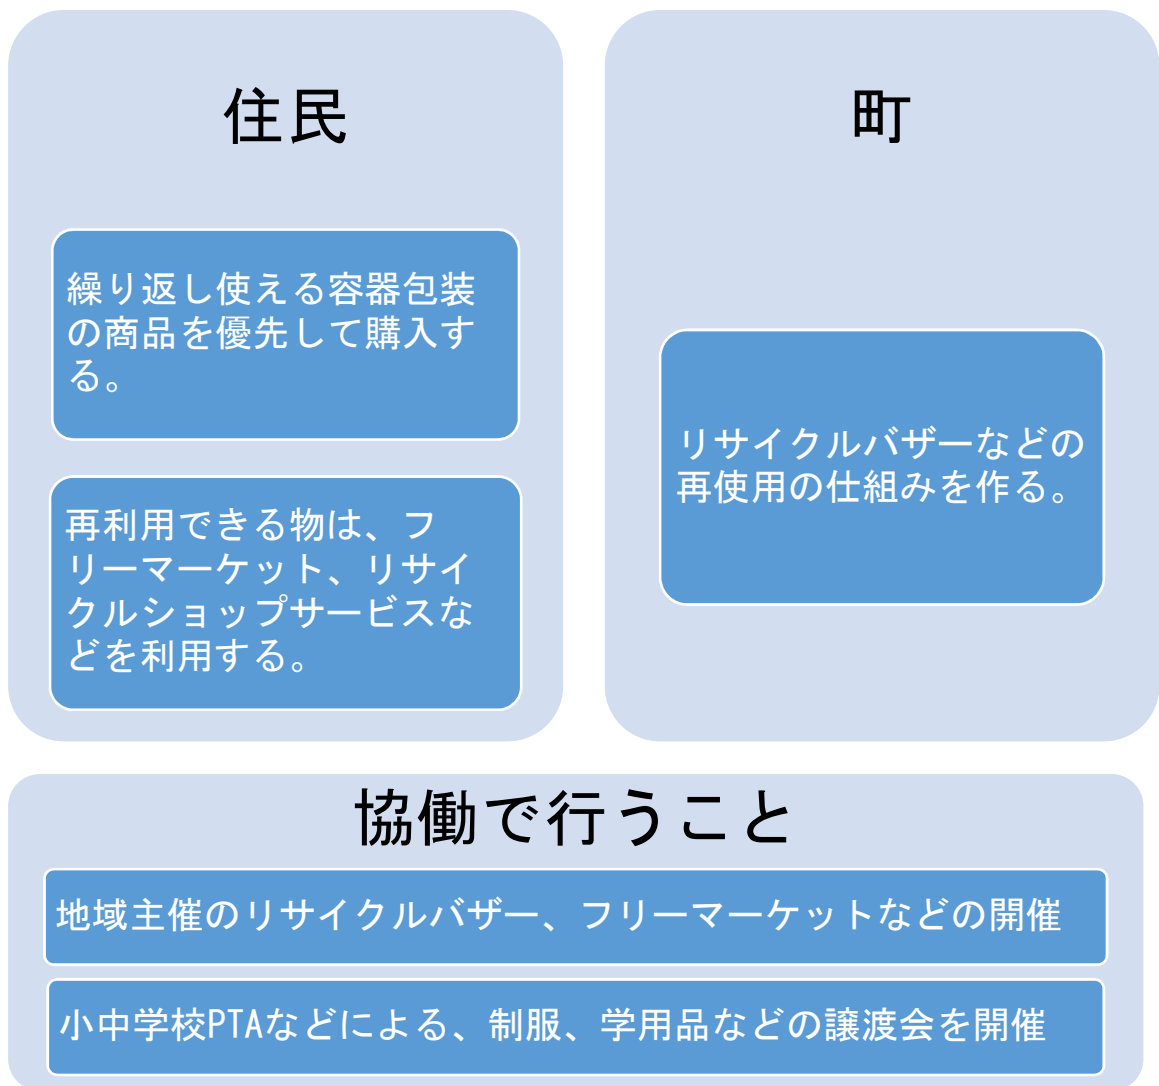 住民
繰り返し使える容器包装
の商品を優先して購入す
る。
再利用できる物は、フ
リーマーケット、リサイ
クルショップサービスな
どを利用する。
町
リサイクルバザーなどの
再使用の仕組みを作る。
協働で行うこと
地域主催のリサイクルバザー、フリーマーケットなどの開催
小中学校PTAなどによる、制服、学用品などの譲渡会を開催